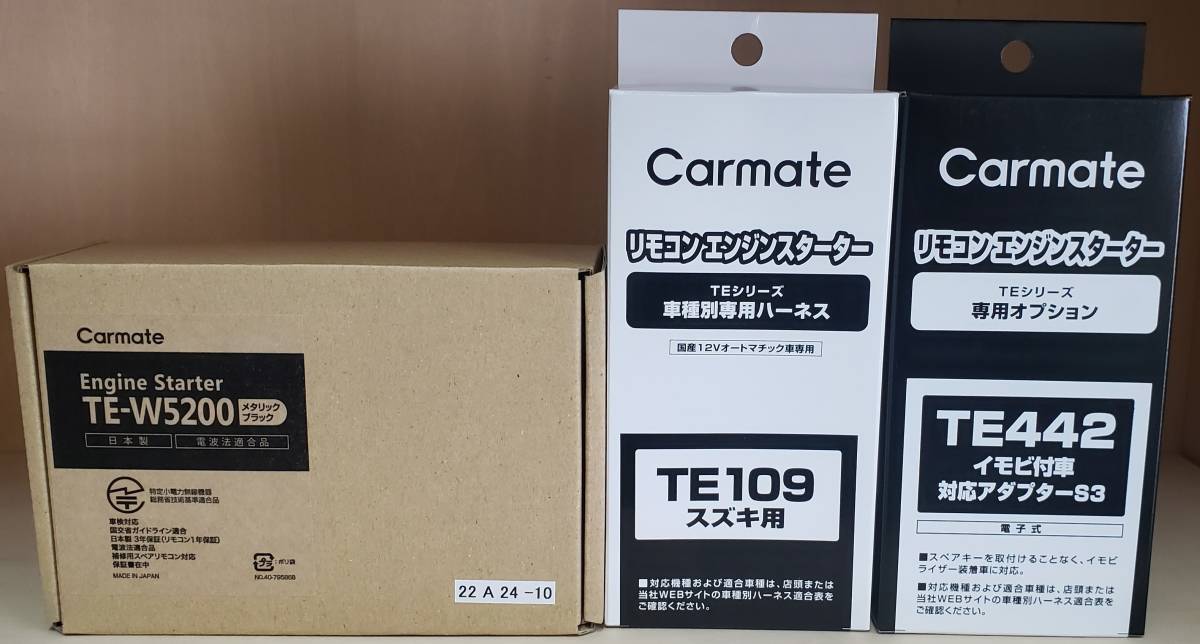 Carmate
Engine Starter
TE-W5200 メタリック ブラック
日本製 電波法適合品
特定小電力無線機器
総務省技術基準適合品
車検対応
国交省ガイドライン適合
日本製 3年保証(リモコン1年保証)
電波法適合品
補修用スペアリモコン対応
保証書在中
MADE IN JAPAN
プラ :ポリ袋
NO.40-79586B
22 A 24 -10
Carmate
リモコンエンジンスターター
TEシリーズ
車種別専用ハーネス
国産12Vオートマチック車専用
TE109
スズキ用
■対応機種および適合車種は、店頭または
当社WEBサイトの車種別ハーネス適合表を
ご確認ください。
Carmate
リモコンエンジンスターター
TEシリーズ
専用オプション
TE442
イモビ付車
対応アダプターS3
電子式
■スペアキーを取付けることなく、イモビ
ライザー装着車に対応。
■対応機種および適合車種は、店頭または
当社WEBサイトの車種別ハーネス適合表を
ご確認ください。